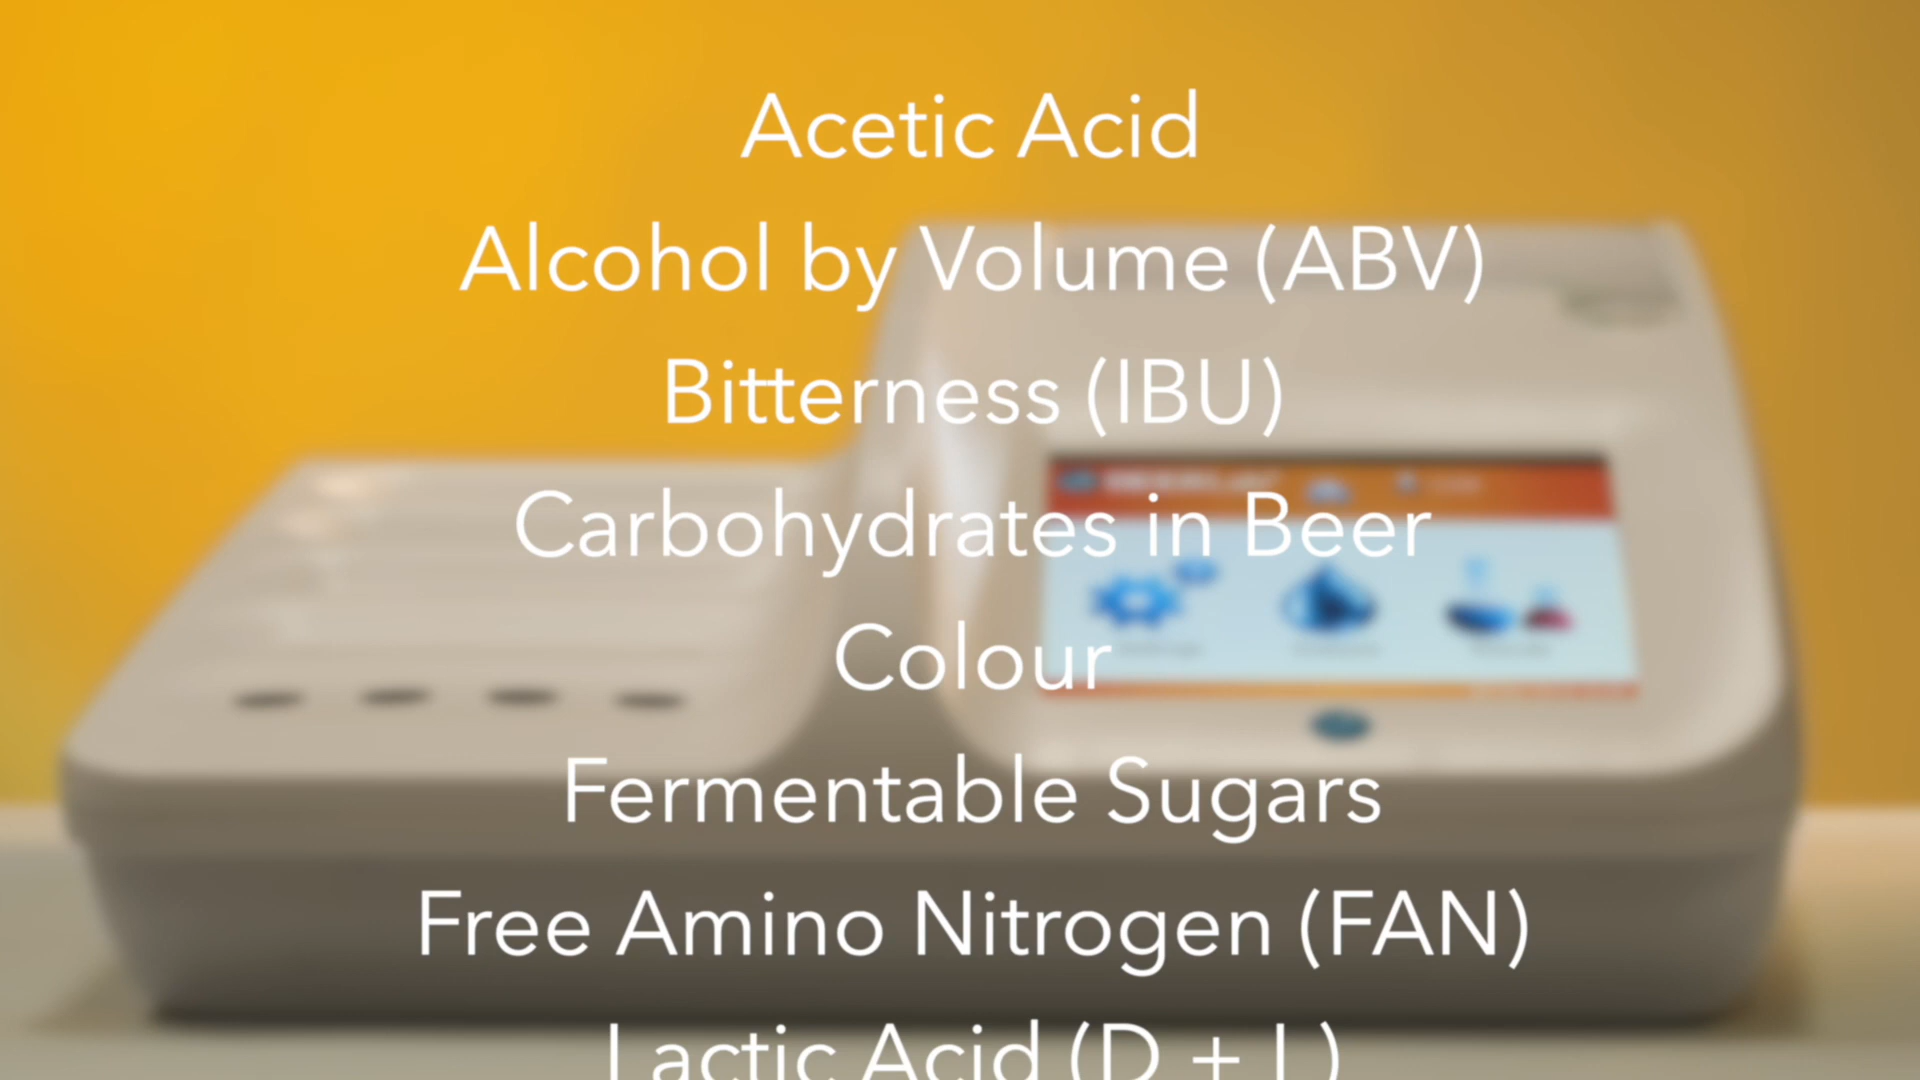 Acetic Acid
Alcohol by Volume (ABV)
Bitterness (IBU)
Carbohydrates in Beer
Colour
Fermentable Sugars
Free Amino Nitrogen (FAN)
Lactic Acid (D + L)